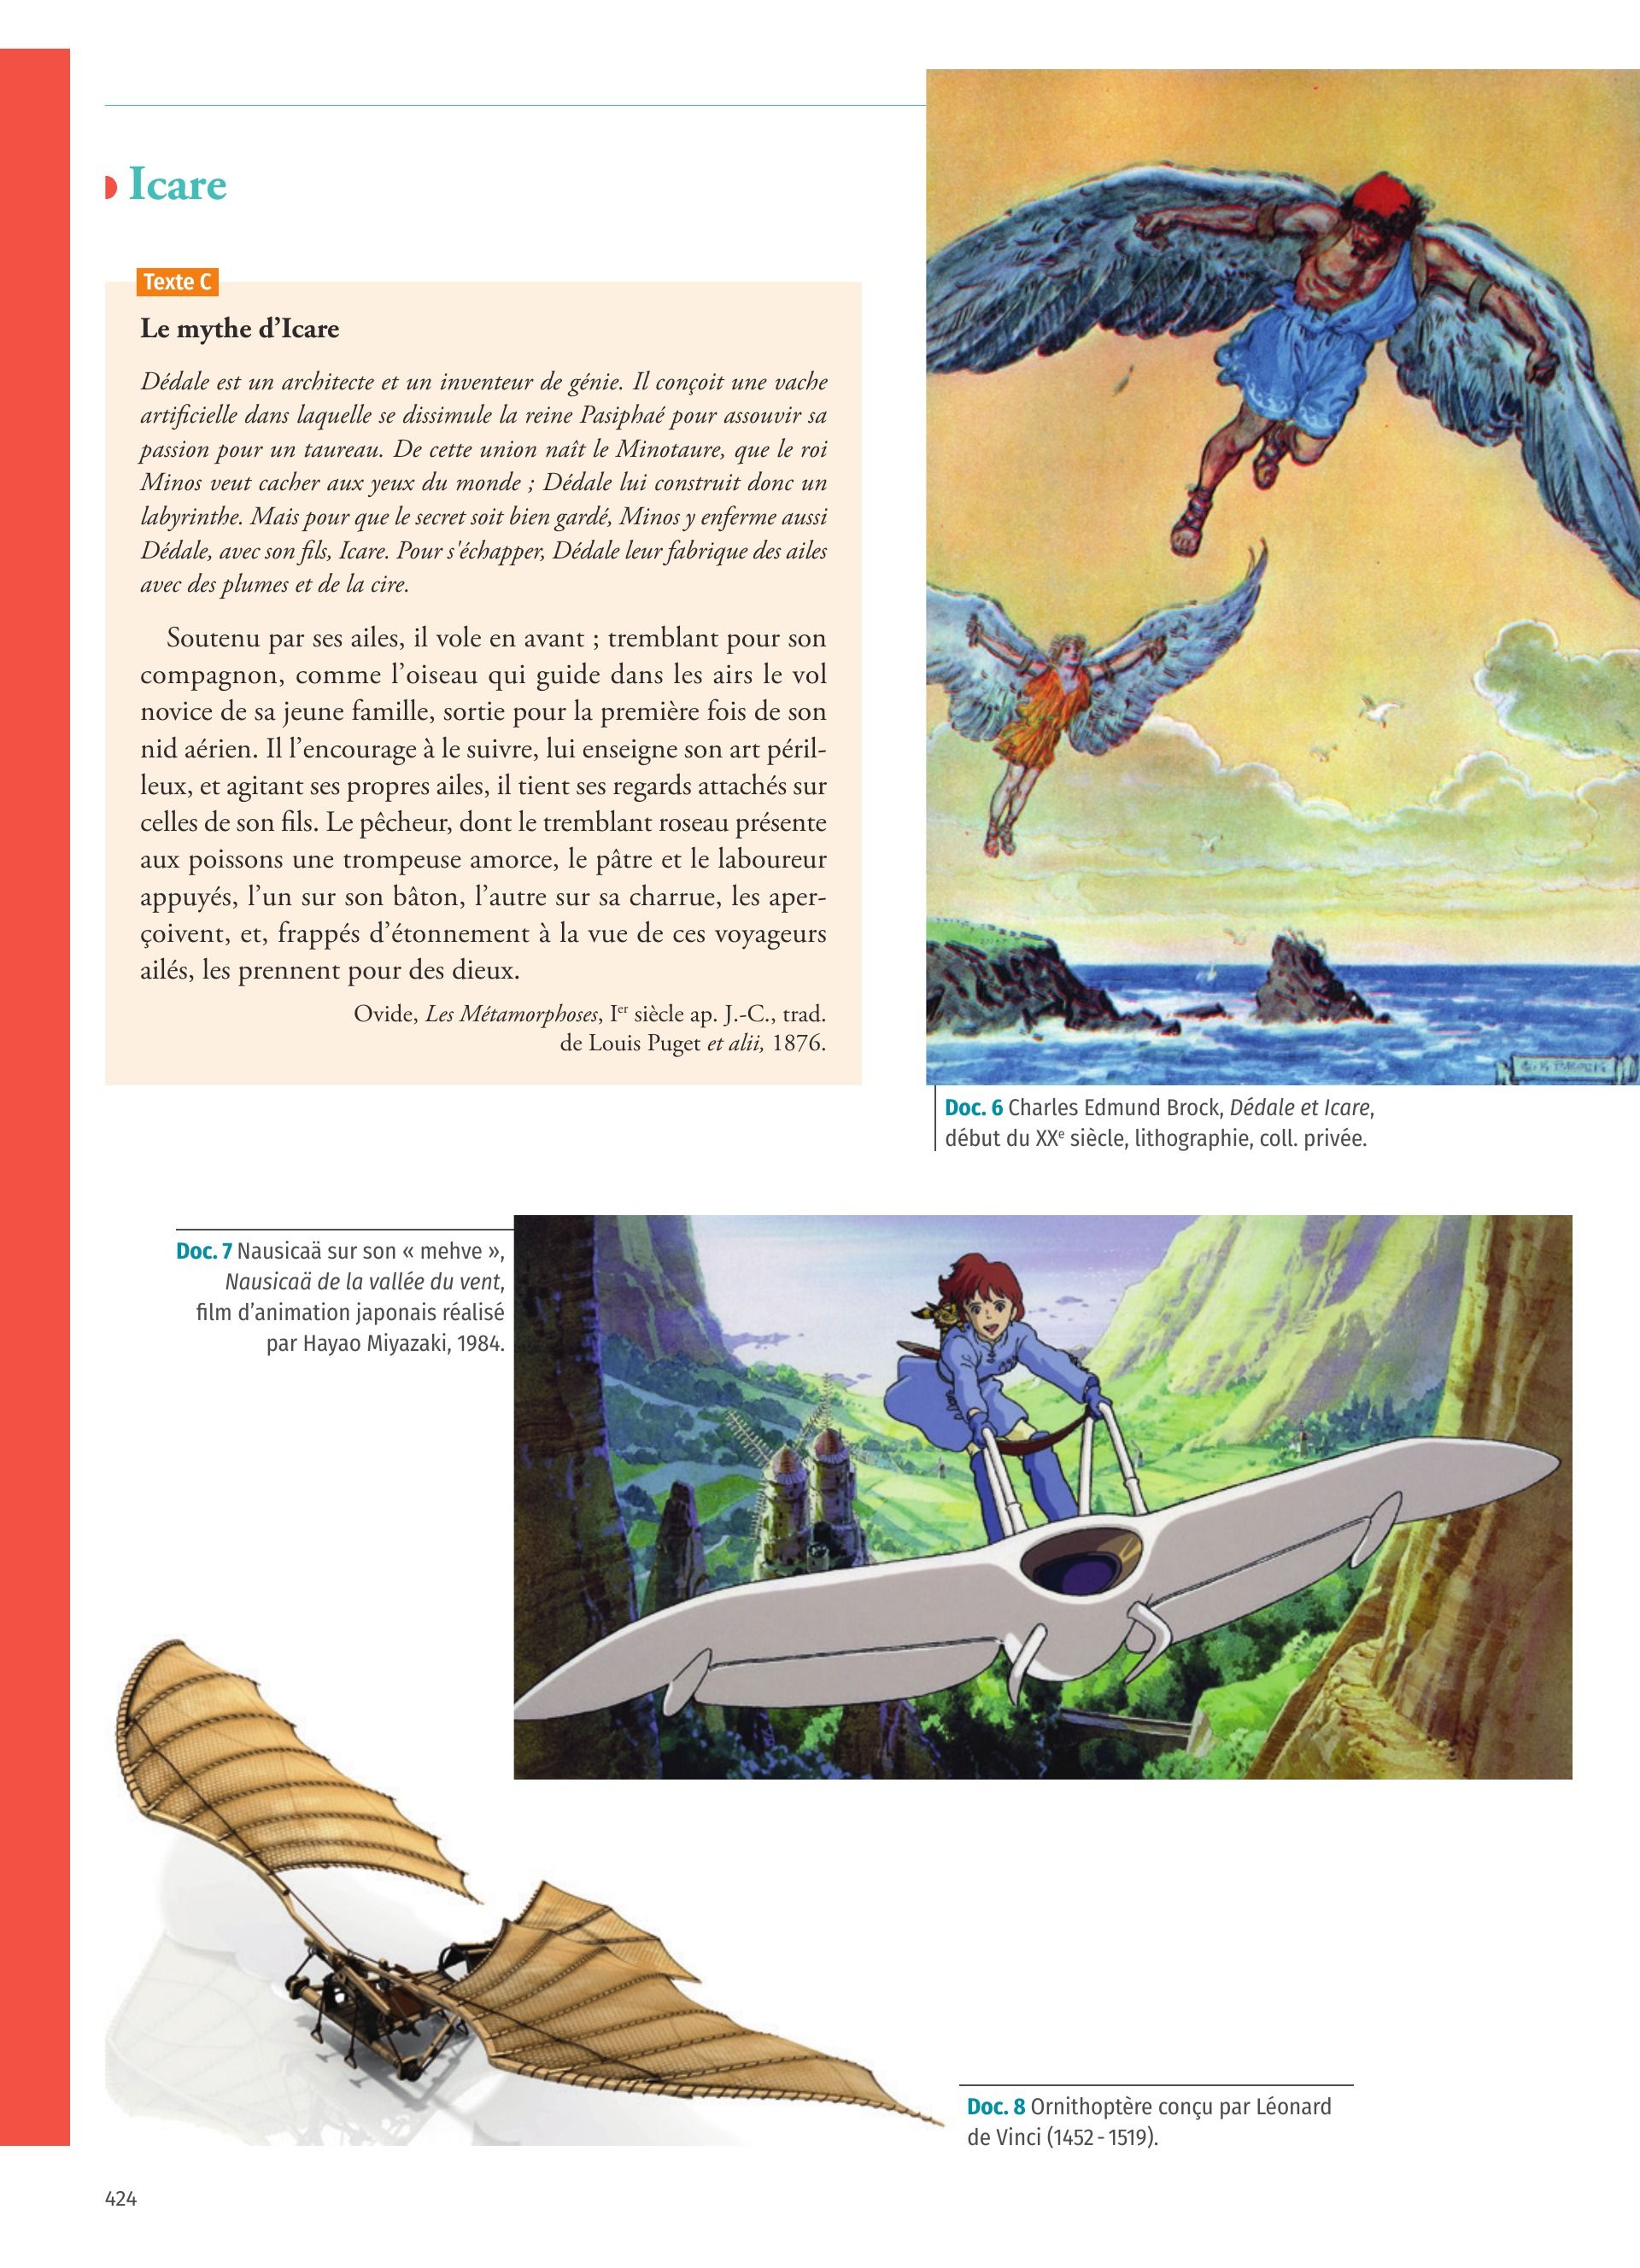 Icare
Texte C
Le mythe d’Icare
Dédale est un architecte et un inventeur de génie. Il conçoit une vache
artificielle dans laquelle se dissimule la reine Pasiphaé pour assouvir sa
passion pour un taureau. De cette union naît le Minotaure, que le roi
Minos veut cacher aux yeux du monde ; Dédale lui construit donc un
labyrinthe. Mais pour que le secret soit bien gardé, Minos y enferme aussi
Dédale, avec son fils, Icare. Pour s'échapper, Dédale leur fabrique des ailes
avec des plumes et de la cire.
Soutenu par ses ailes, il vole en avant ; tremblant pour son
compagnon, comme l’oiseau qui guide dans les airs le vol
novice de sa jeune famille, sortie pour la première fois de son
nid aérien. Il l’encourage à le suivre, lui enseigne son art péril-
leux, et agitant ses propres ailes, il tient ses regards attachés sur
celles de son fils. Le pêcheur, dont le tremblant roseau présente
aux poissons une trompeuse amorce, le pâtre et le laboureur
appuyés, l’un sur son bâton, l’autre sur sa charrue, les aper-
çoivent, et, frappés d’étonnement à la vue de ces voyageurs
ailés, les prennent pour des dieux.
Ovide, Les Métamorphoses, Ier siècle ap. J.-C., trad.
de Louis Puget et alii, 1876.
Doc. 6 Charles Edmund Brock, Dédale et Icare,
début du XXe siècle, lithographie, coll. privée.
Doc. 7 Nausicaä sur son « mehve »,
Nausicaä de la vallée du vent,
film d’animation japonais réalisé
par Hayao Miyazaki, 1984.
Doc. 8 Ornithoptère conçu par Léonard
de Vinci (1452 - 1519).
424